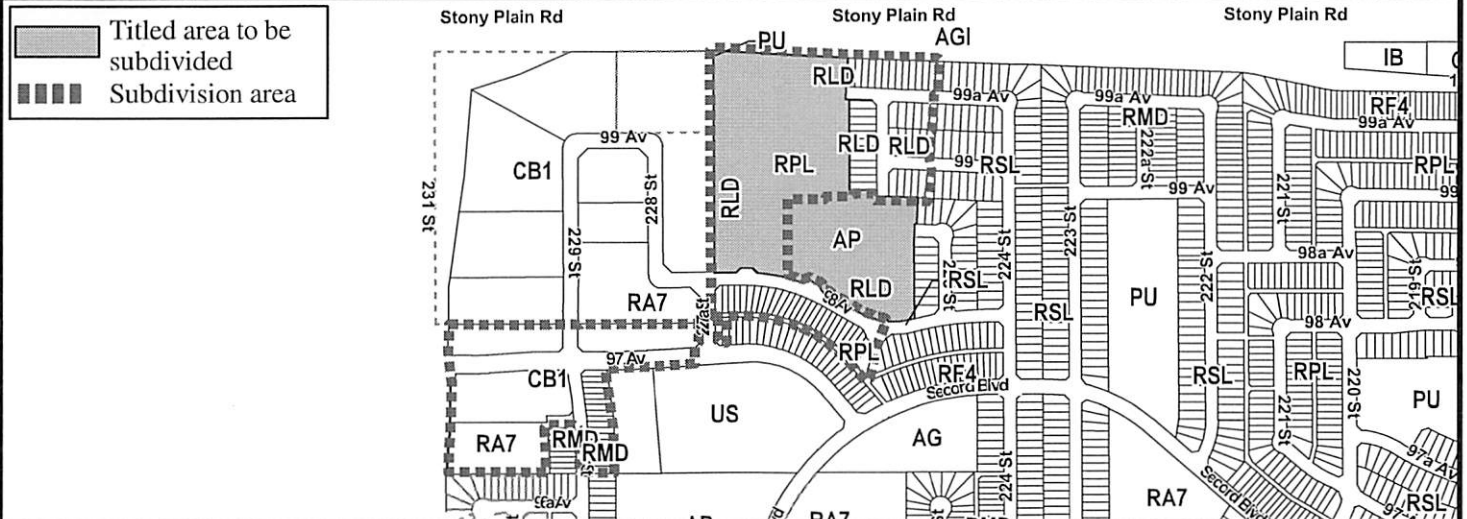 Titled area to be
subdivided
Subdivision area
Stony Plain Rd
Stony Plain Rd
Stony Plain Rd
PU
AGI
IB
RLD
99a Av
99a Av
RMD
RF4
99a Av
99 Av
CB1
RPL
RLD
RLD
99
RSL
222a St
RPL
99
231 St
228 St
RLD
99 Av
221 St
229 St
AP
224 St
223 St
222 St
98a Av
219 St
RLD
RSL
PU
RSL
RA7
98 Av
RSL
98 Av
227a St
RPL
97 Av
CB1
RF4
Secord Blvd
RSL
RPL
220 St
PU
US
AG
221 St
RA7
RMD
RMD
224 St
97a Av
RA7
Secord Blvd
RSL
RA7